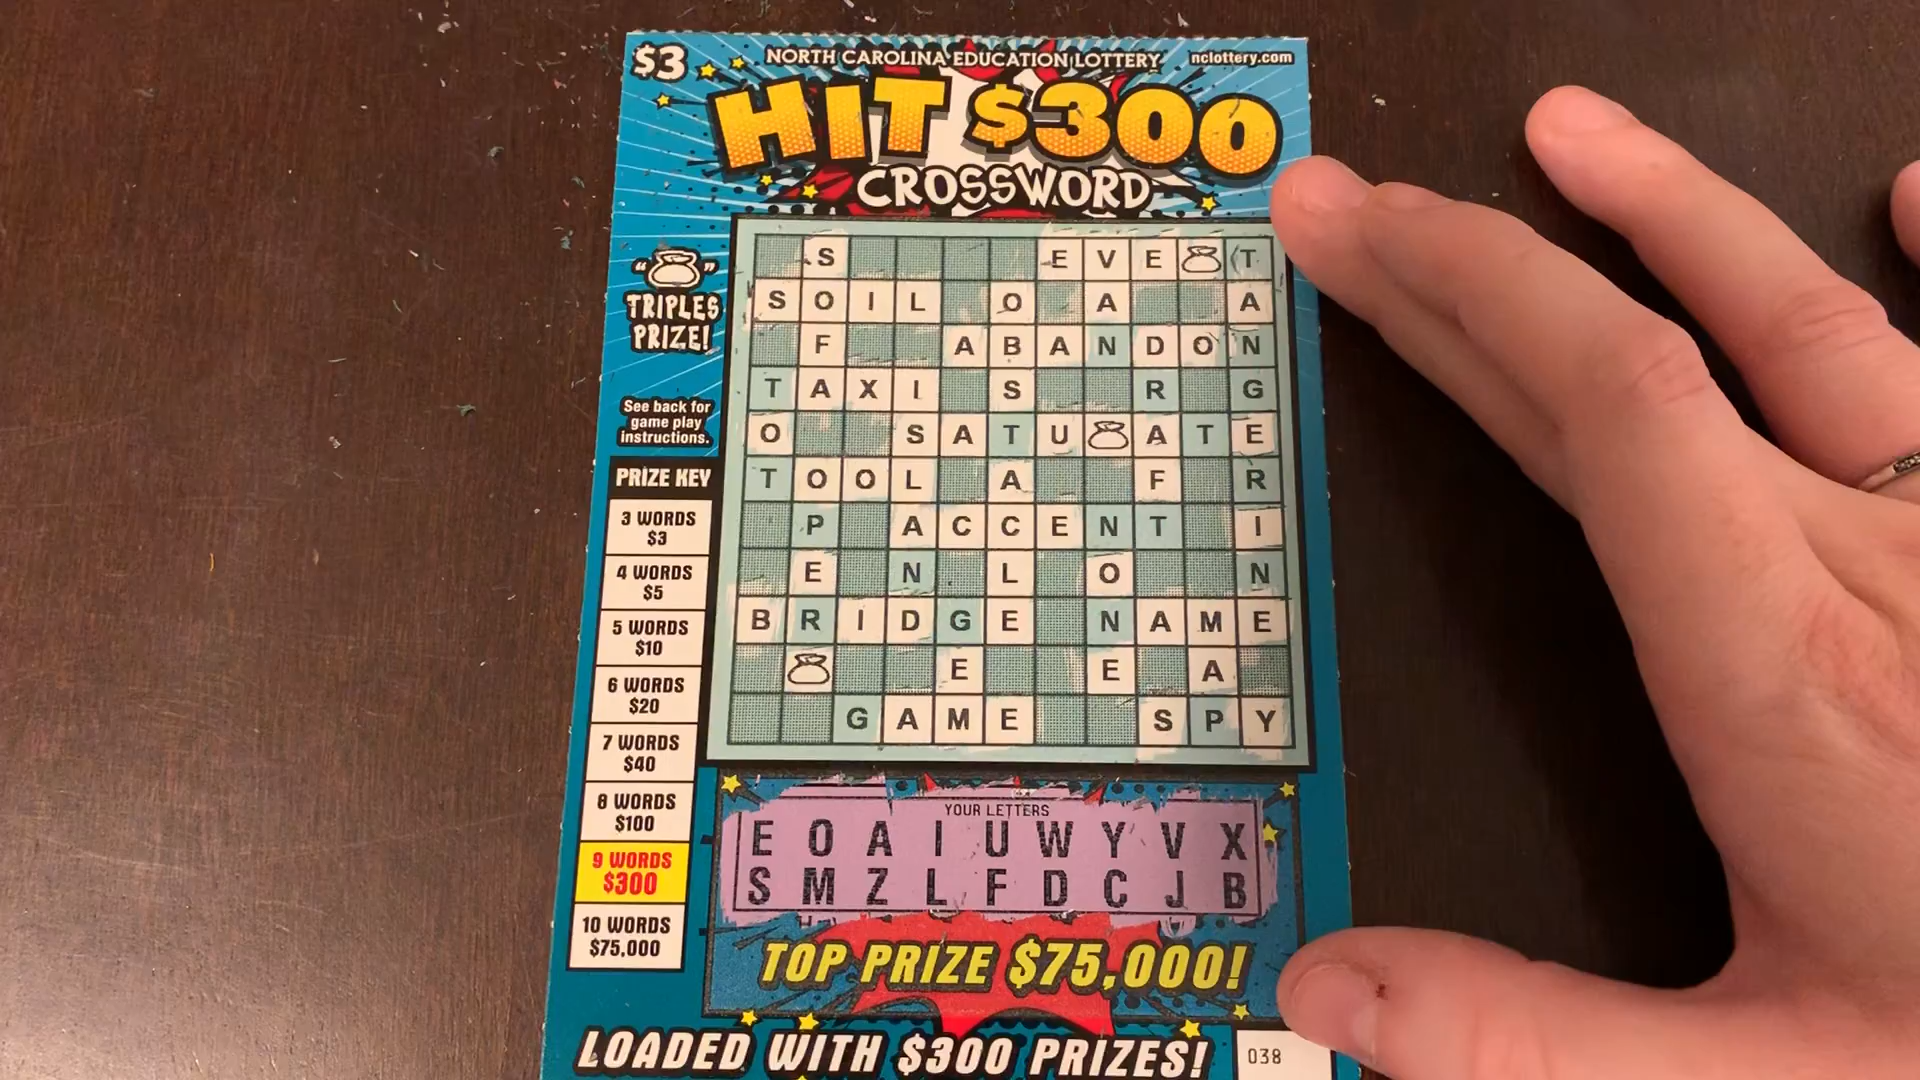 $3
NORTH CAROLINA EDUCATION LOTTERY
nclottery.com
HIT $300
CROSSWORD
" "
TRIPLES
PRIZE!
See back for
game play
instructions.
PRIZE KEY
3 WORDS
$3
4 WORDS
$5
5 WORDS
$10
6 WORDS
$20
7 WORDS
$40
8 WORDS
$100
9 WORDS
$300
10 WORDS
$75,000
S E V E T
S O I L O A A
F A B A N D O N
T A X I S R G
O S A T U A T E
T O O L A F R
P A C C E N T I
E N L O N
B R I D G E N A M E
E E A
G A M E S P Y
YOUR LETTERS
E O A I U W Y V X
S M Z L F D C J B
TOP PRIZE $75,000!
LOADED WITH $300 PRIZES!
038